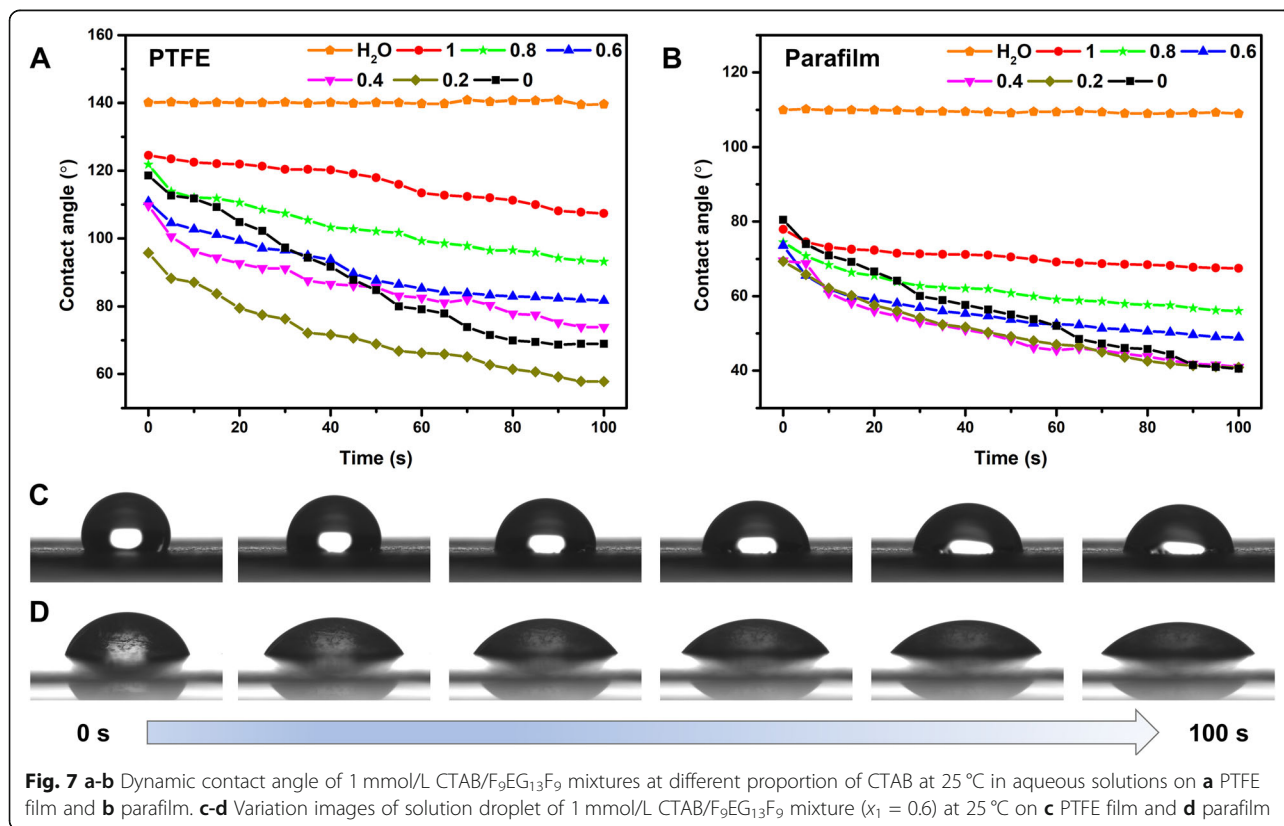 A
PTFE
H₂O 1 0.8 0.6
0.4 0.2 0
160
140
120
100
80
60
Contact angle (°)
0 20 40 60 80 100
Time (s)
B
Parafilm
H₂O 1 0.8 0.6
0.4 0.2 0
120
100
80
60
40
Contact angle (°)
0 20 40 60 80 100
Time (s)
C
D
0 s 100 s
Fig. 7 a-b Dynamic contact angle of 1 mmol/L CTAB/F₉EG₁₃F₉ mixtures at different proportion of CTAB at 25 °C in aqueous solutions on a PTFE
film and b parafilm. c-d Variation images of solution droplet of 1 mmol/L CTAB/F₉EG₁₃F₉ mixture (x₁ = 0.6) at 25 °C on c PTFE film and d parafilm